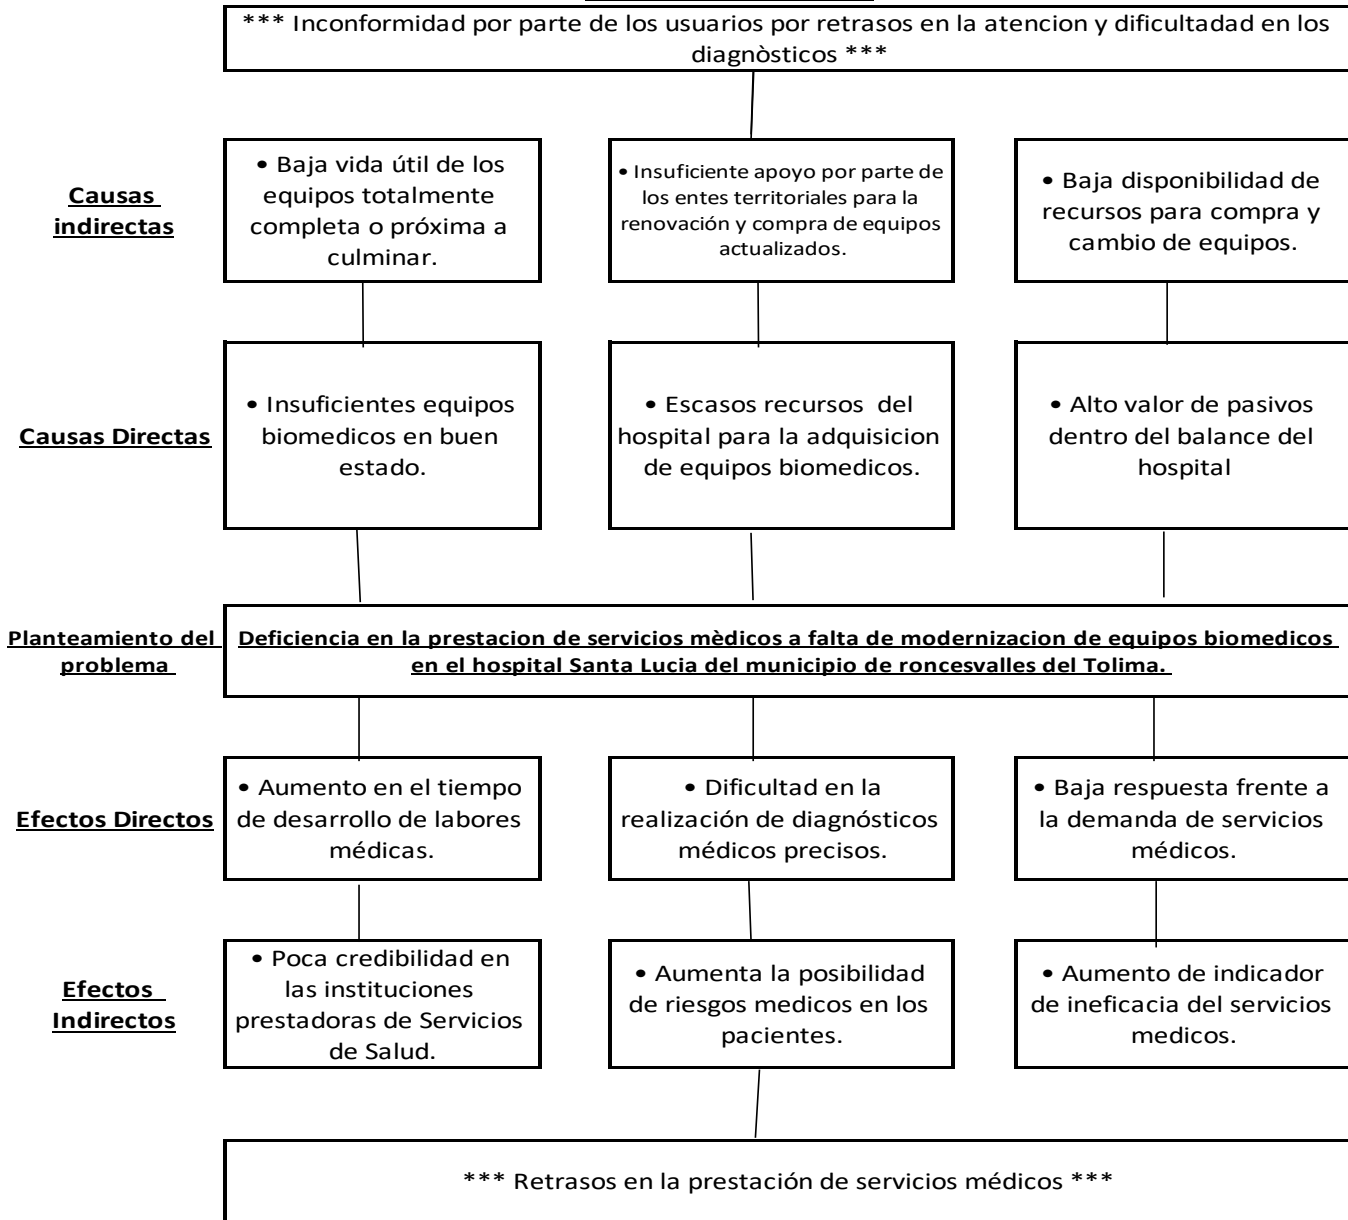 *** Inconformidad por parte de los usuarios por retrasos en la atencion y dificultadad en los
diagnòsticos ***
Causas
indirectas
• Baja vida útil de los
equipos totalmente
completa o próxima a
culminar.
• Insuficiente apoyo por parte de
los entes territoriales para la
renovación y compra de equipos
actualizados.
• Baja disponibilidad de
recursos para compra y
cambio de equipos.
Causas Directas
• Insuficientes equipos
biomedicos en buen
estado.
• Escasos recursos del
hospital para la adquisicion
de equipos biomedicos.
• Alto valor de pasivos
dentro del balance del
hospital
Planteamiento del
problema
Deficiencia en la prestacion de servicios mèdicos a falta de modernizacion de equipos biomedicos
en el hospital Santa Lucia del municipio de roncesvalles del Tolima.
Efectos Directos
• Aumento en el tiempo
de desarrollo de labores
médicas.
• Dificultad en la
realización de diagnósticos
médicos precisos.
• Baja respuesta frente a
la demanda de servicios
médicos.
Efectos
Indirectos
• Poca credibilidad en
las instituciones
prestadoras de Servicios
de Salud.
• Aumenta la posibilidad
de riesgos medicos en los
pacientes.
• Aumento de indicador
de ineficacia del servicios
medicos.
*** Retrasos en la prestación de servicios médicos ***